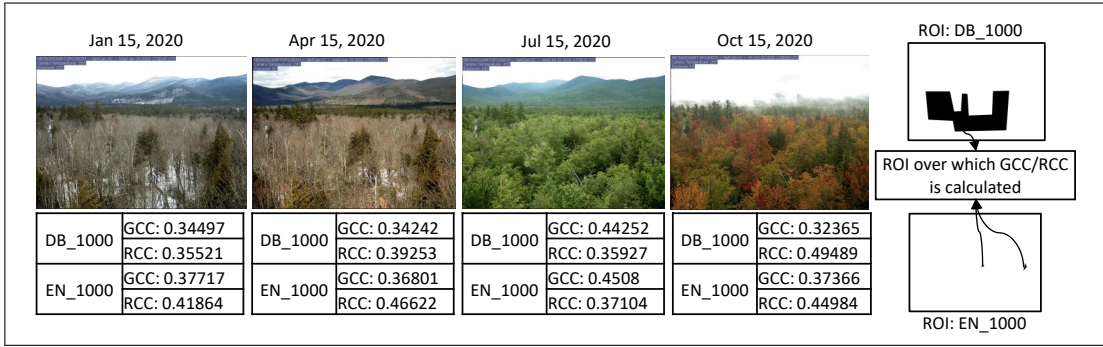 Jan 15, 2020
Apr 15, 2020
Jul 15, 2020
Oct 15, 2020
ROI: DB_1000
DB_1000
GCC: 0.34497
RCC: 0.35521
EN_1000
GCC: 0.37717
RCC: 0.41864
DB_1000
GCC: 0.34242
RCC: 0.39253
EN_1000
GCC: 0.36801
RCC: 0.46622
DB_1000
GCC: 0.44252
RCC: 0.35927
EN_1000
GCC: 0.4508
RCC: 0.37104
DB_1000
GCC: 0.32365
RCC: 0.49489
EN_1000
GCC: 0.37366
RCC: 0.44984
ROI over which GCC/RCC
is calculated
ROI: EN_1000